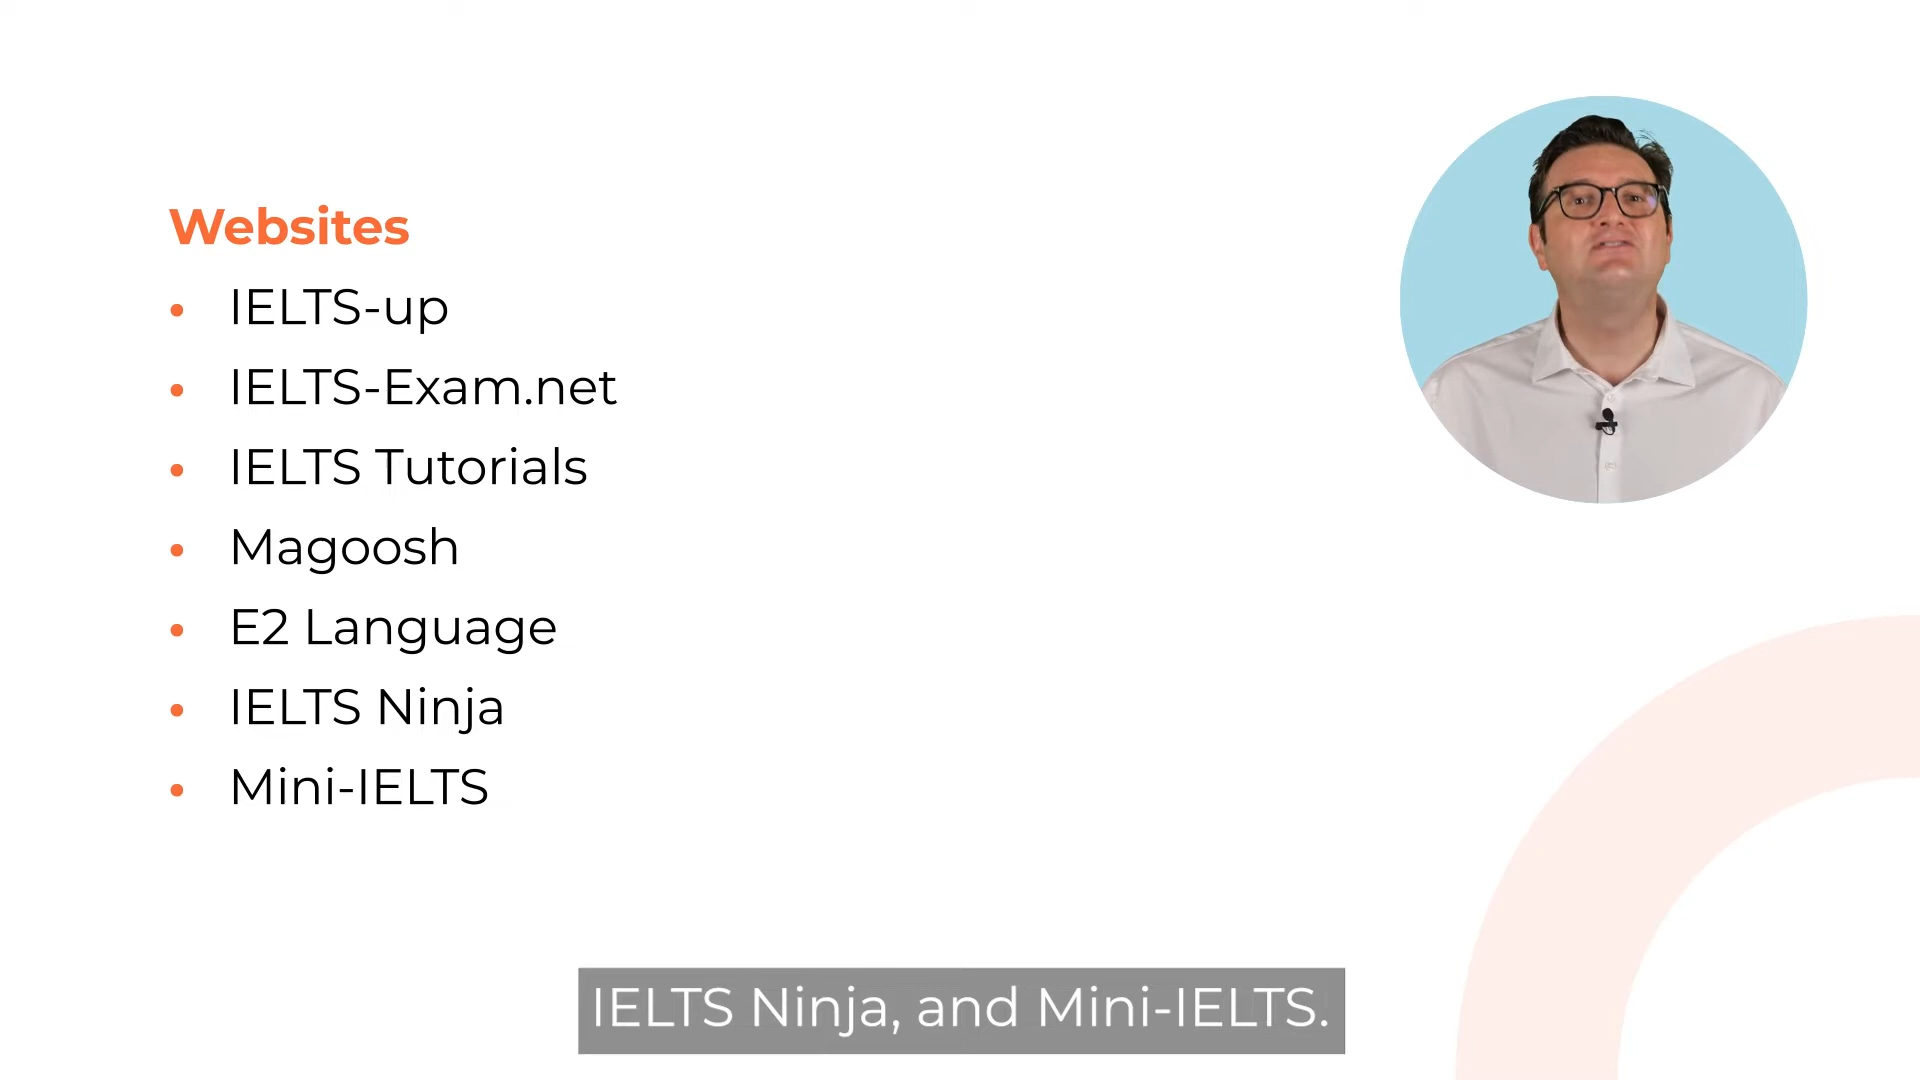 Websites
• IELTS-up
• IELTS-Exam.net
• IELTS Tutorials
• Magoosh
• E2 Language
• IELTS Ninja
• Mini-IELTS
IELTS Ninja, and Mini-IELTS.